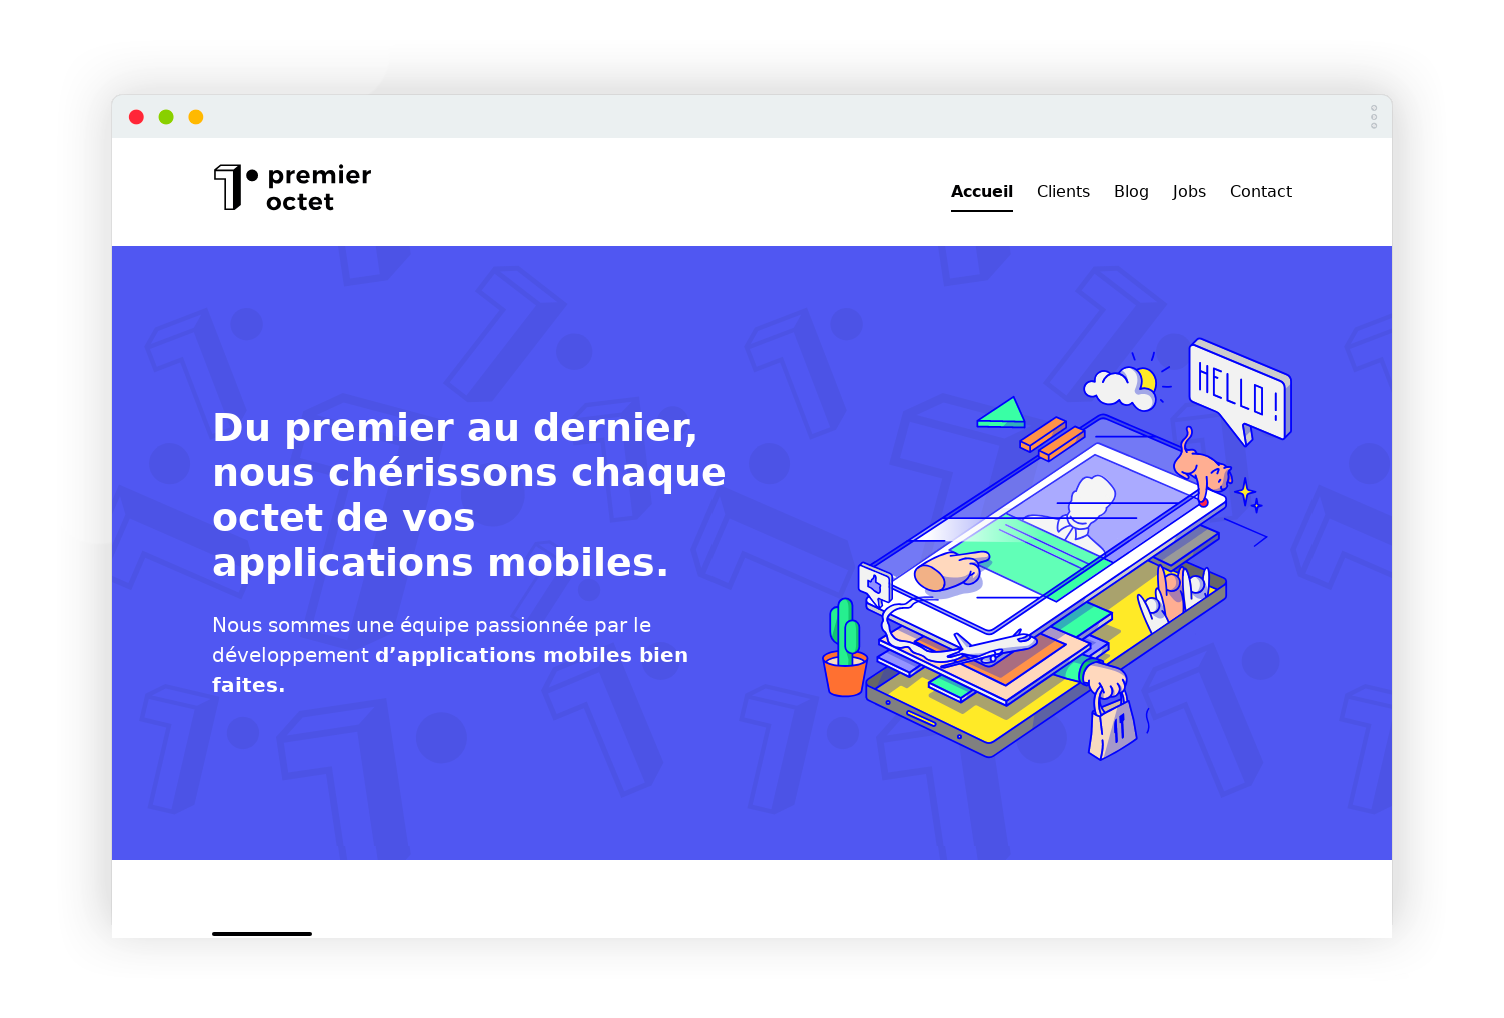 premier
octet
Accueil Clients Blog Jobs Contact
HELLO !
Du premier au dernier,
nous chérissons chaque
octet de vos
applications mobiles.
Nous sommes une équipe passionnée par le
développement d’applications mobiles bien
faites.